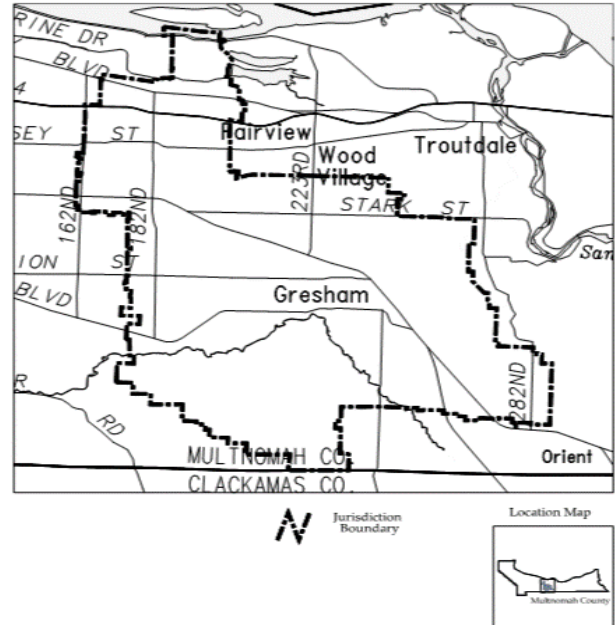 RINE DR
BLVD
4
SEY ST
Fairview
Troutdale
Wood
Village
223RD
162ND
182ND
STARK ST
San
ION ST
BLVD
Gresham
282ND
R
RD
MULTNOMAH CO.
Orient
CLACKAMAS CO.
Jurisdiction
Boundary
Location Map
Multnomah County